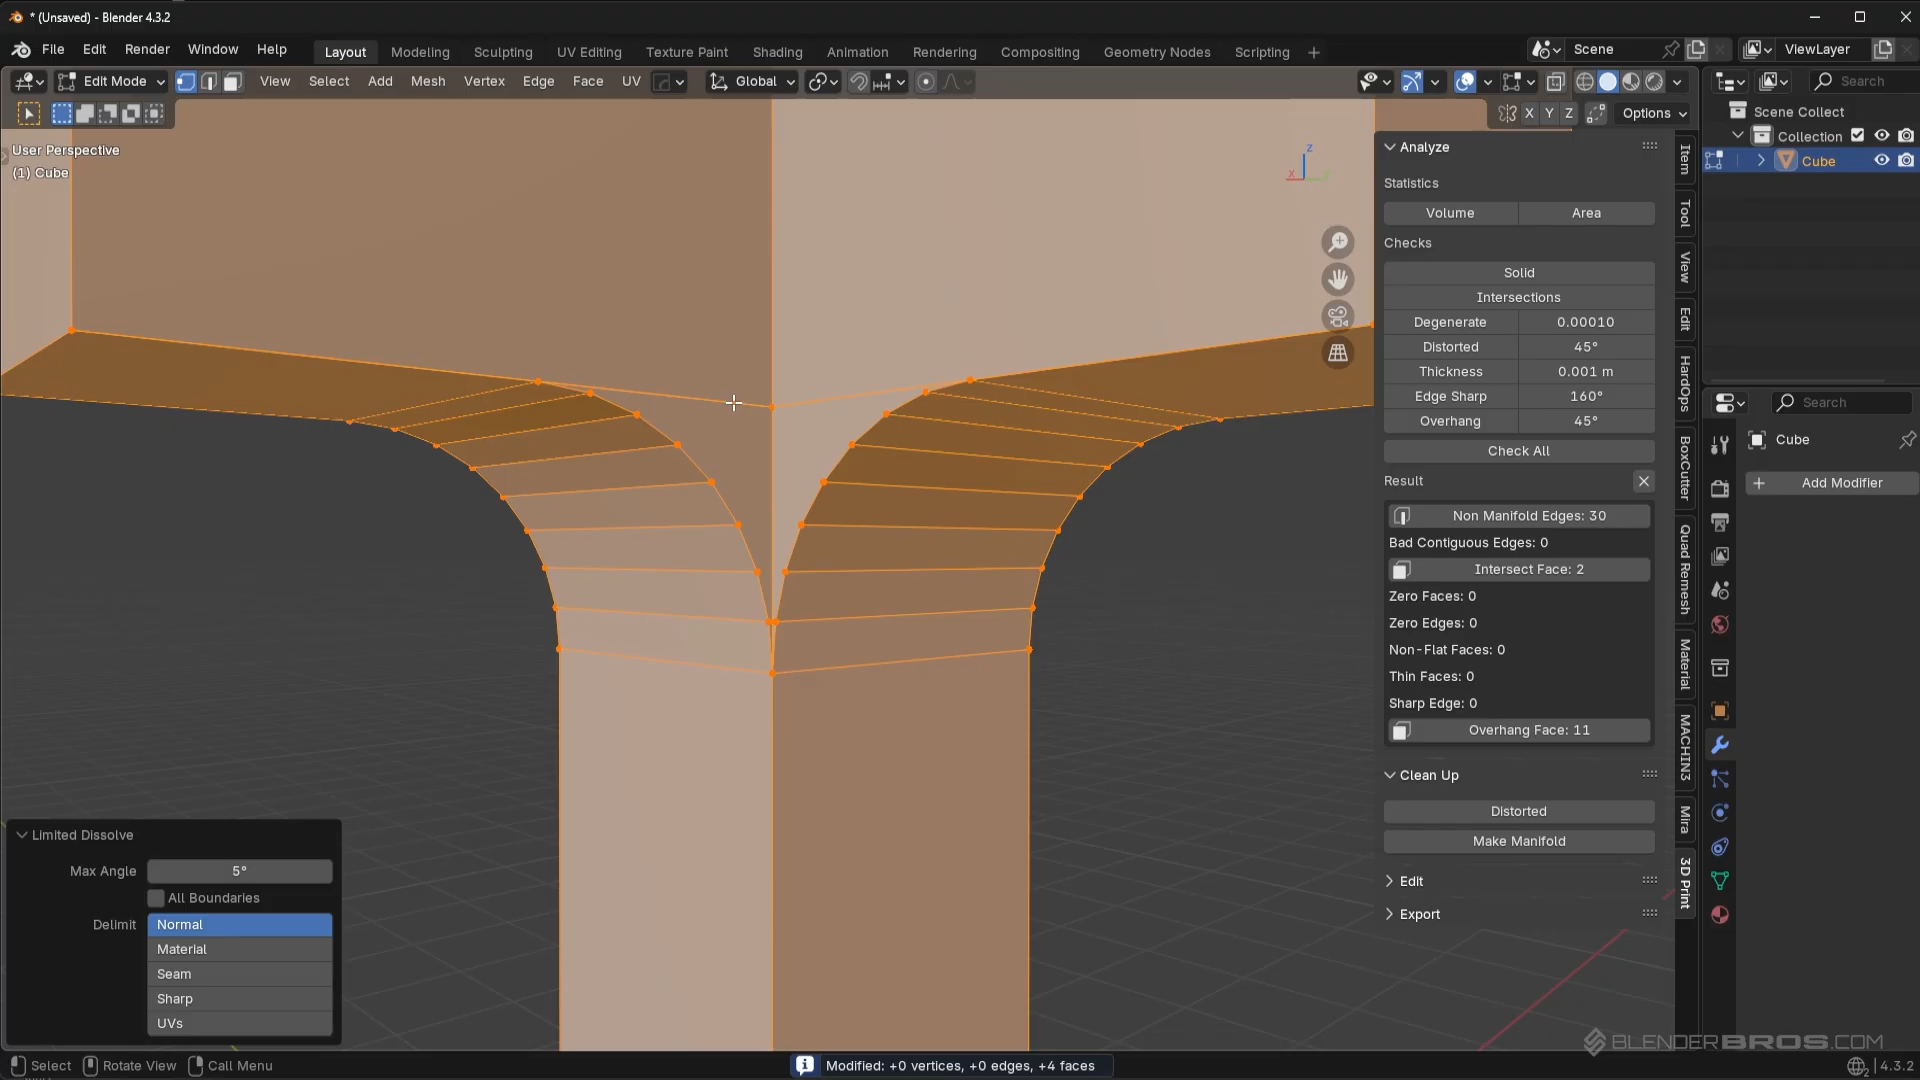 * (Unsaved) - Blender 4.3.2
File Edit Render Window Help
Layout Modeling Sculpting UV Editing Texture Paint Shading Animation Rendering Compositing Geometry Nodes Scripting
Scene
ViewLayer
Edit Mode
View Select Add Mesh Vertex Edge Face UV
Global
Search
X Y Z
Options
User Perspective
(1) Cube
Z
X
Scene Collect
Collection
Cube
Analyze
Statistics
Volume Area
Checks
Solid
Intersections
Degenerate 0.00010
Distorted 45°
Thickness 0.001 m
Edge Sharp 160°
Overhang 45°
Check All
Result
Non Manifold Edges: 30
Bad Contiguous Edges: 0
Intersect Face: 2
Zero Faces: 0
Zero Edges: 0
Non-Flat Faces: 0
Thin Faces: 0
Sharp Edge: 0
Overhang Face: 11
Clean Up
Distorted
Make Manifold
Edit
Export
Item
Tool
View
Edit
HardOps
BoxCutter
Quad Remesh
Material
MACHIN3
Mira
3D Print
Search
Cube
Add Modifier
Limited Dissolve
Max Angle 5°
All Boundaries
Delimit Normal
Material
Seam
Sharp
UVs
Select
Rotate View
Call Menu
Modified: +0 vertices, +0 edges, +4 faces
BLENDERBROS.COM
4.3.2